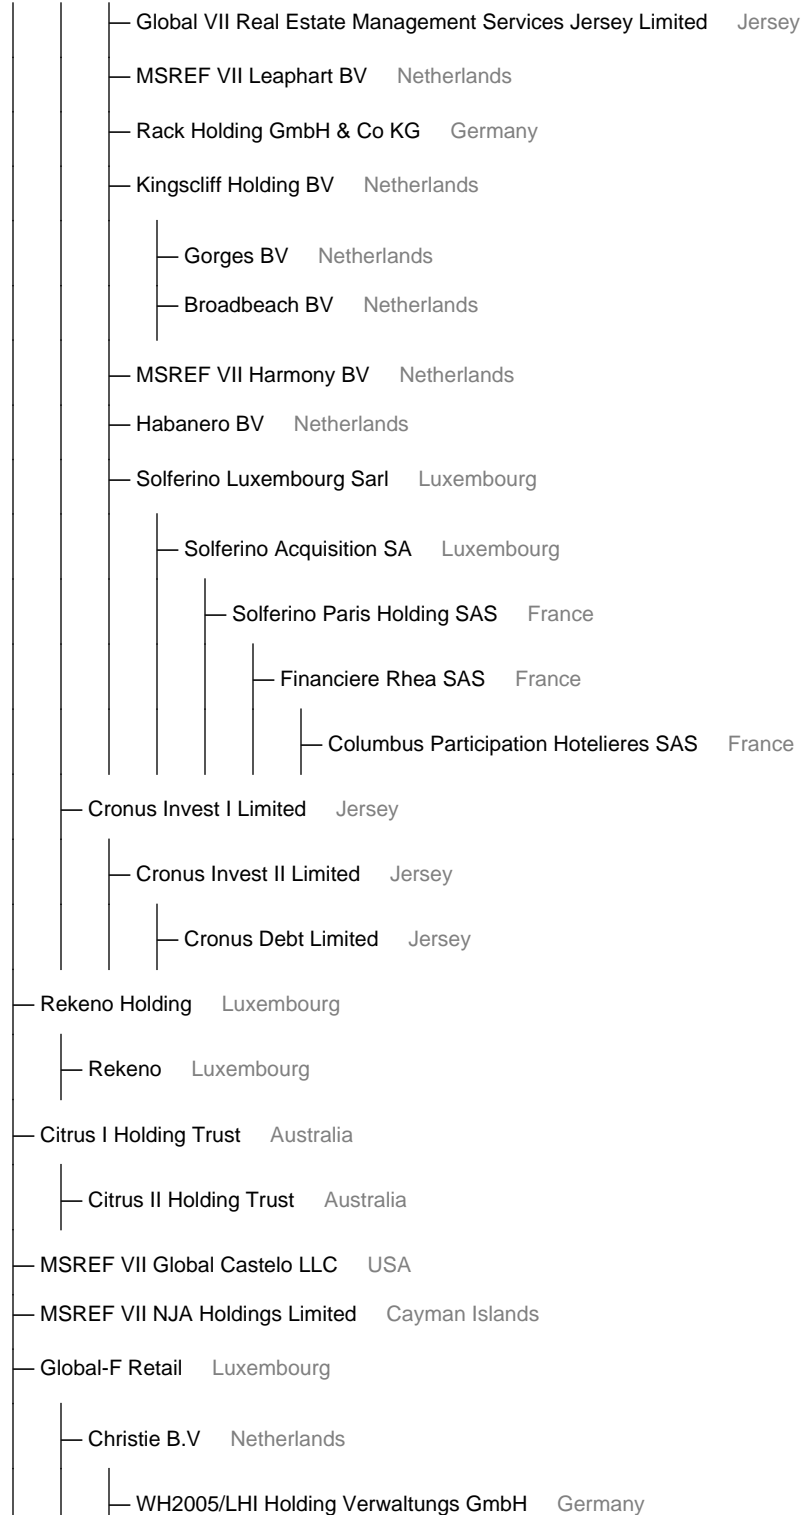 Global VII Real Estate Management Services Jersey Limited Jersey
MSREF VII Leaphart BV Netherlands
Rack Holding GmbH & Co KG Germany
Kingscliff Holding BV Netherlands
Gorges BV Netherlands
Broadbeach BV Netherlands
MSREF VII Harmony BV Netherlands
Habanero BV Netherlands
Solferino Luxembourg Sarl Luxembourg
Solferino Acquisition SA Luxembourg
Solferino Paris Holding SAS France
Financiere Rhea SAS France
Columbus Participation Hotelieres SAS France
Cronus Invest I Limited Jersey
Cronus Invest II Limited Jersey
Cronus Debt Limited Jersey
Rekeno Holding Luxembourg
Rekeno Luxembourg
Citrus I Holding Trust Australia
Citrus II Holding Trust Australia
MSREF VII Global Castelo LLC USA
MSREF VII NJA Holdings Limited Cayman Islands
Global-F Retail Luxembourg
Christie B.V Netherlands
WH2005/LHI Holding Verwaltungs GmbH Germany